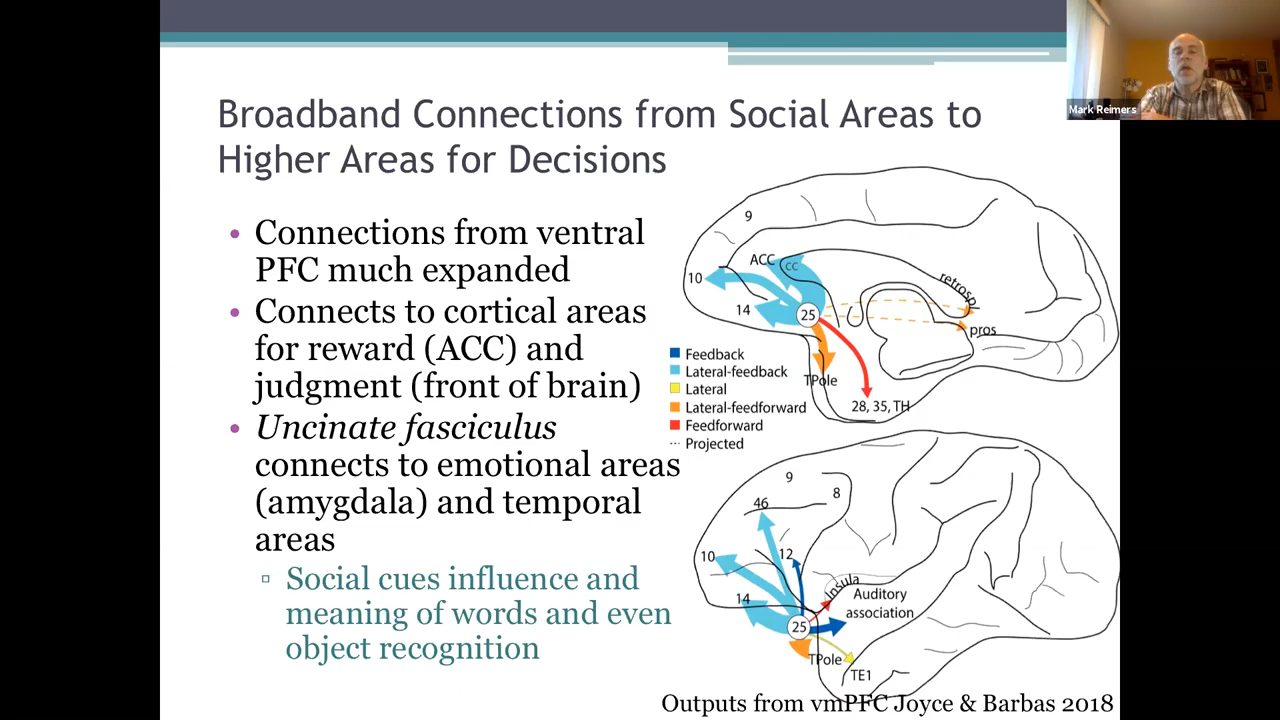 Mark Reimers
Broadband Connections from Social Areas to
Higher Areas for Decisions
• Connections from ventral
PFC much expanded
• Connects to cortical areas
for reward (ACC) and
judgment (front of brain)
• Uncinate fasciculus
connects to emotional areas
(amygdala) and temporal
areas
▫ Social cues influence and
meaning of words and even
object recognition
9
ACC
CC
10
14
25
retrospl
pros
TPole
28, 35, TH
Feedback
Lateral-feedback
Lateral
Lateral-feedforward
Feedforward
Projected
9
8
46
10
12
14
Insula
Auditory
association
25
TPole
TE1
Outputs from vmPFC Joyce & Barbas 2018